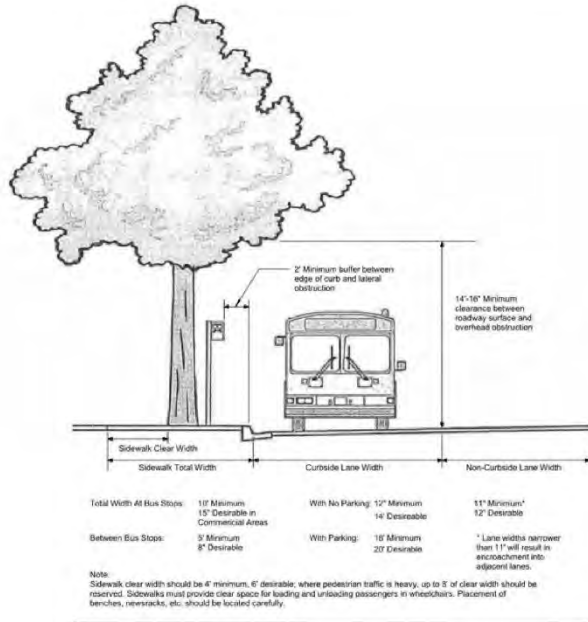 2' Minimum buffer between
edge of curb and lateral
obstruction
14'-16" Minimum
clearance between
roadway surface and
overhead obstruction
Sidewalk Clear Width
Sidewalk Total Width
Curbside Lane Width
Non-Curbside Lane Width
Total Width At Bus Stops: 10' Minimum
15" Desirable in
Commercial Areas
Between Bus Stops: 5' Minimum
8" Desirable
With No Parking: 12" Minimum
14' Desireable
With Parking: 18' Minimum
20' Desirable
11" Minimum*
12" Desirable
* Lane widths narrower
than 11' will result in
encroachment into
adjacent lanes.
Note:
Sidewalk clear width should be 4' minimum, 6' desirable; where pedestrian traffic is heavy, up to 8' of clear width should be
reserved. Sidewalks must provide clear space for loading and unloading passengers in wheelchairs. Placement of
benches, newsracks, etc. should be located carefully.